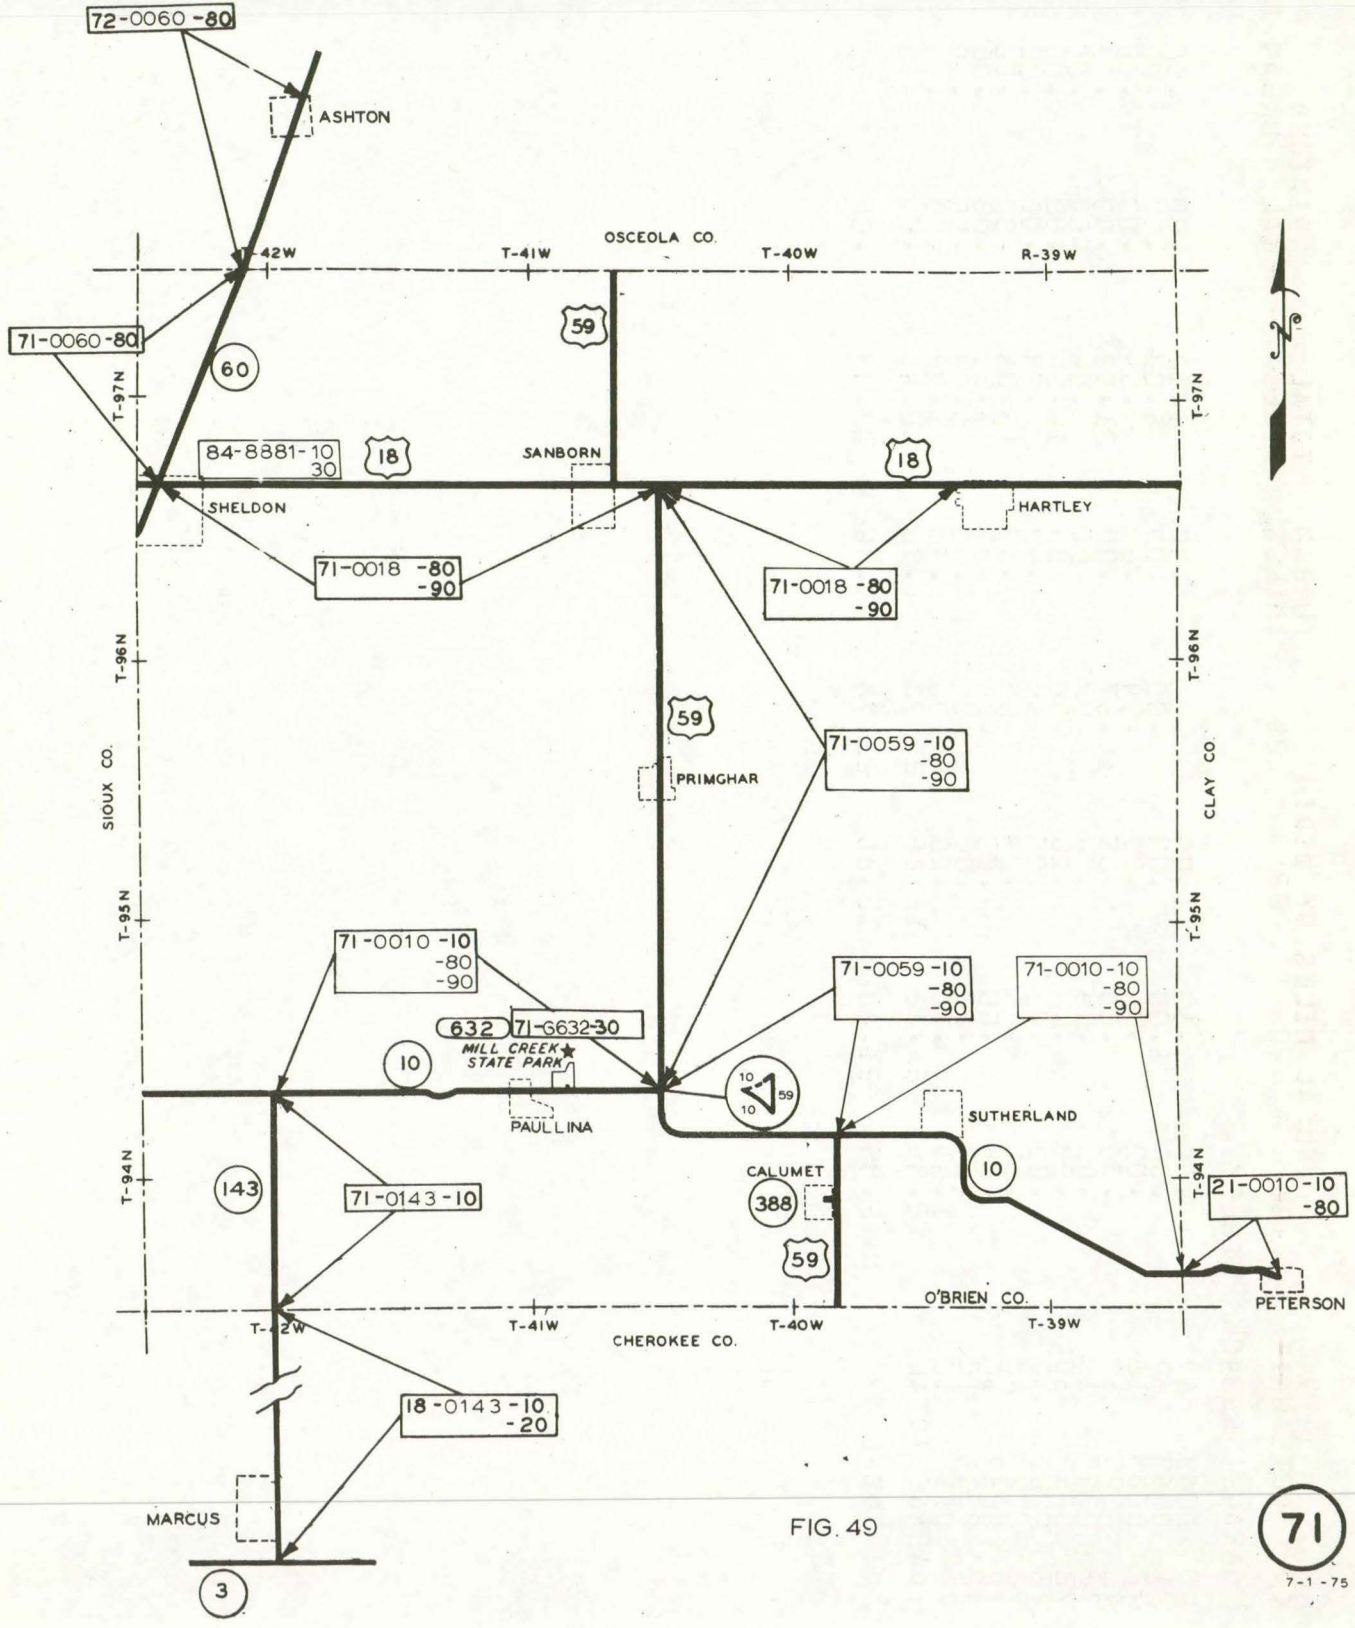 72-0060 -80
ASHTON
OSCEOLA CO.
T-42W
T-41W
T-40W
R-39W
59
71-0060 -80
60
T-97N
T-97N
84-8881-10
30
18
SANBORN
18
SHELDON
HARTLEY
71-0018 -80
-90
71-0018 -80
-90
T-96N
T-96N
59
71-0059 -10
-80
-90
PRIMGHAR
SIOUX CO.
CLAY CO.
T-95N
T-95N
71-0010 -10
-80
-90
71-0059 -10
-80
-90
71-0010 -10
-80
-90
632
71-G632-30
MILL CREEK
STATE PARK
10
10
59
10
PAULLINA
SUTHERLAND
T-94N
143
71-0143 -10
CALUMET
388
10
T-94N
21-0010-10
-80
59
O'BRIEN CO.
PETERSON
T-42W
T-41W
T-40W
T-39W
CHEROKEE CO.
18-0143 -10
-20
MARCUS
FIG. 49
71
7-1-75
3